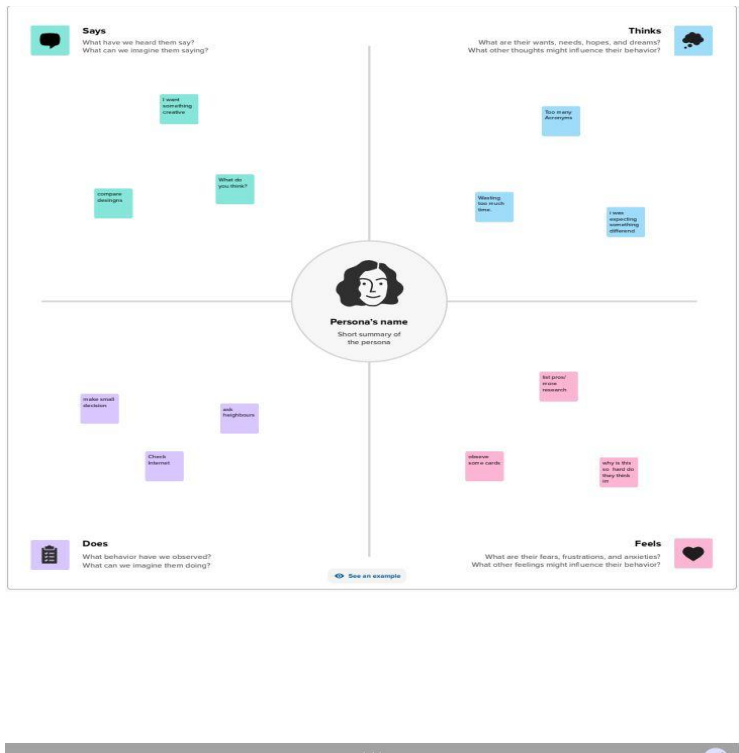 Says
What have we heard them say?
What can we imegine them saying?
Thinks
What are their wants, needs, hopes, and dreams?
What other thoughts might influence their behavior?
I want
something
creative
compare
desingns
What do
you think?
Too many
Acronyms
Wasting
too much
time.
i was
expecting
something
differend
Persona's name
Short summary of
the persona
make small
decision
ask
heighbours
Check
Internet
list pros/
more
research
observe
some cards
why is this
so hard do
they think
in
Does
What behavior have we observed?
What can we imagine them doing?
Feels
What are their fears, frustrations, and anxieties?
What other feelings might influence their behavior?
See an example